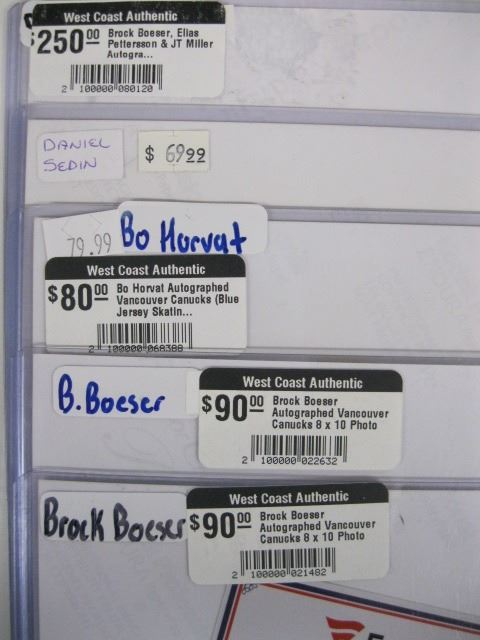 West Coast Authentic
$250 00 Brock Boeser, Elias
Pettersson & JT Miller
Autogra...
2 100000 080120
DANIEL
SEDIN
$ 69 99
79.99
Bo Horvat
West Coast Authentic
$80 00 Bo Horvat Autographed
Vancouver Canucks (Blue
Jersey Skatin...
2 100000 068388
B. Boeser
West Coast Authentic
$90 00 Brock Boeser
Autographed Vancouver
Canucks 8 x 10 Photo
2 100000 022632
Brock Boeser
West Coast Authentic
$90 00 Brock Boeser
Autographed Vancouver
Canucks 8 x 10 Photo
2 100000 021482